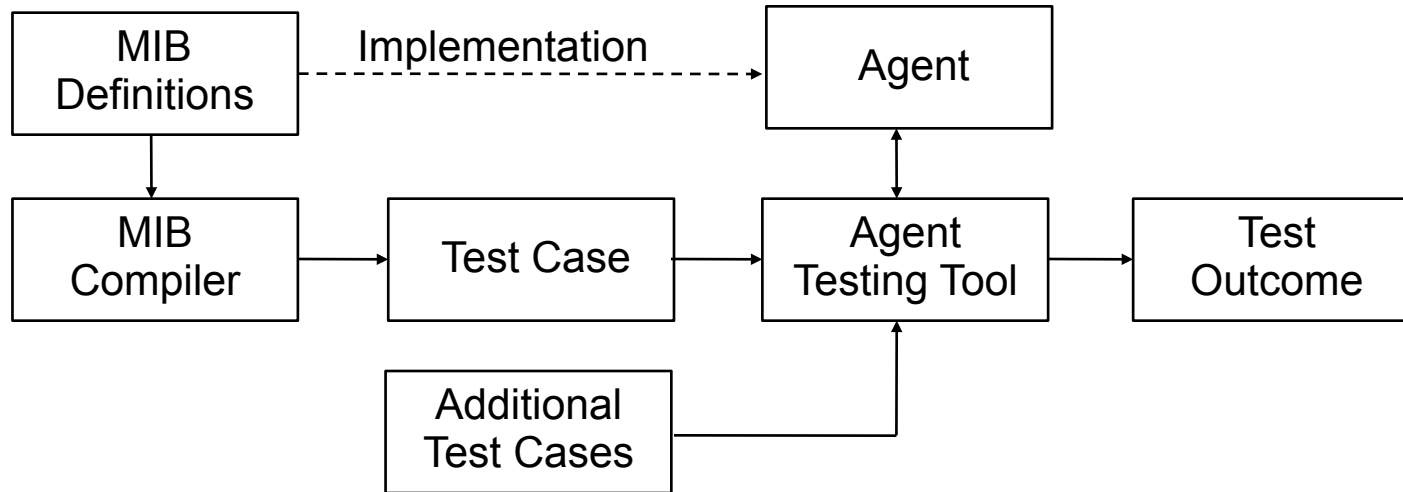 MIB
Definitions
Implementation
Agent
MIB
Compiler
Test Case
Agent
Testing Tool
Test
Outcome
Additional
Test Cases